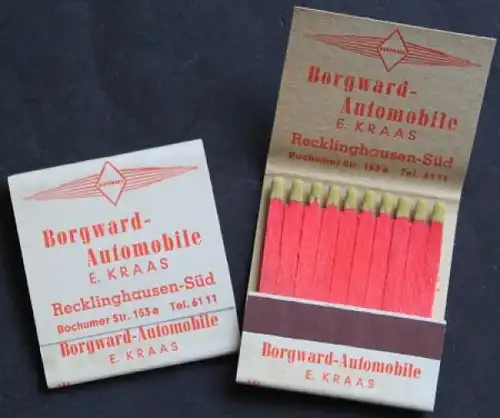 Borgward-
Automobile
E. KRAAS
Recklinghausen-Süd
Bochumer Str. 153a Tel. 61 11
Borgward-Automobile
E. KRAAS
Borgward-
Automobile
E. KRAAS
Recklinghausen-Süd
Bochumer Str. 153a Tel. 61 11
Borgward-Automobile
E. KRAAS